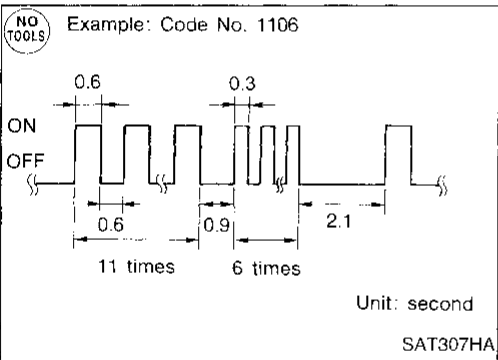 NO TOOLS
Example: Code No. 1106
0.6
0.3
ON
OFF
0.6
0.9
2.1
11 times
6 times
Unit: second
SAT307HA